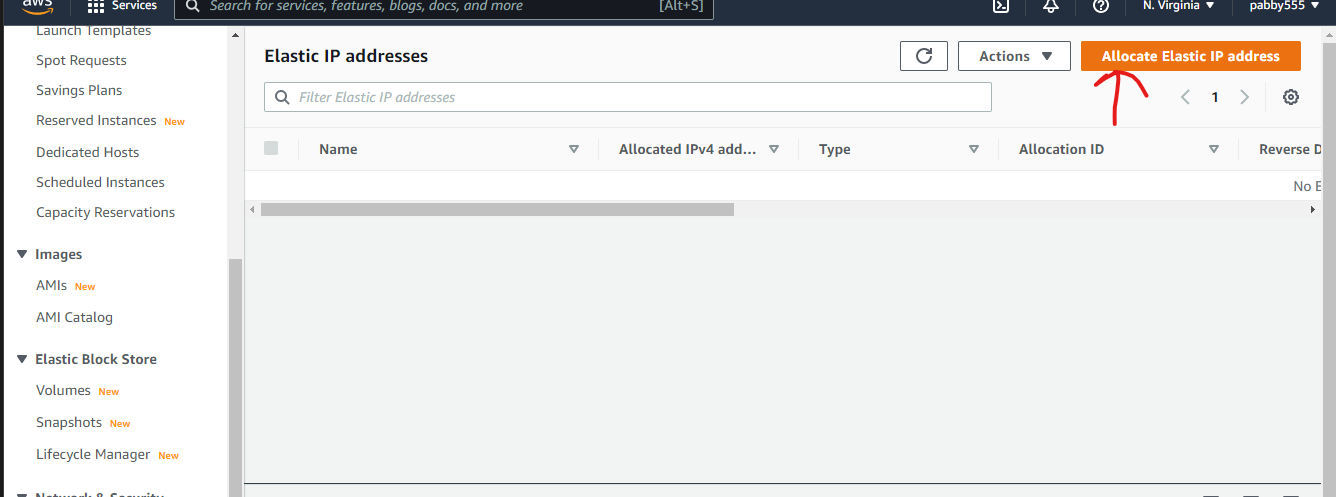 aws
Services
Search for services, features, blogs, docs, and more
[Alt+S]
N. Virginia
pabby555
Launch Templates
Spot Requests
Savings Plans
Reserved Instances New
Dedicated Hosts
Scheduled Instances
Capacity Reservations
Images
AMIs New
AMI Catalog
Elastic Block Store
Volumes New
Snapshots New
Lifecycle Manager New
Network & Security
Elastic IP addresses
Actions
Allocate Elastic IP address
Filter Elastic IP addresses
1
Name
Allocated IPv4 add...
Type
Allocation ID
Reverse D
No E